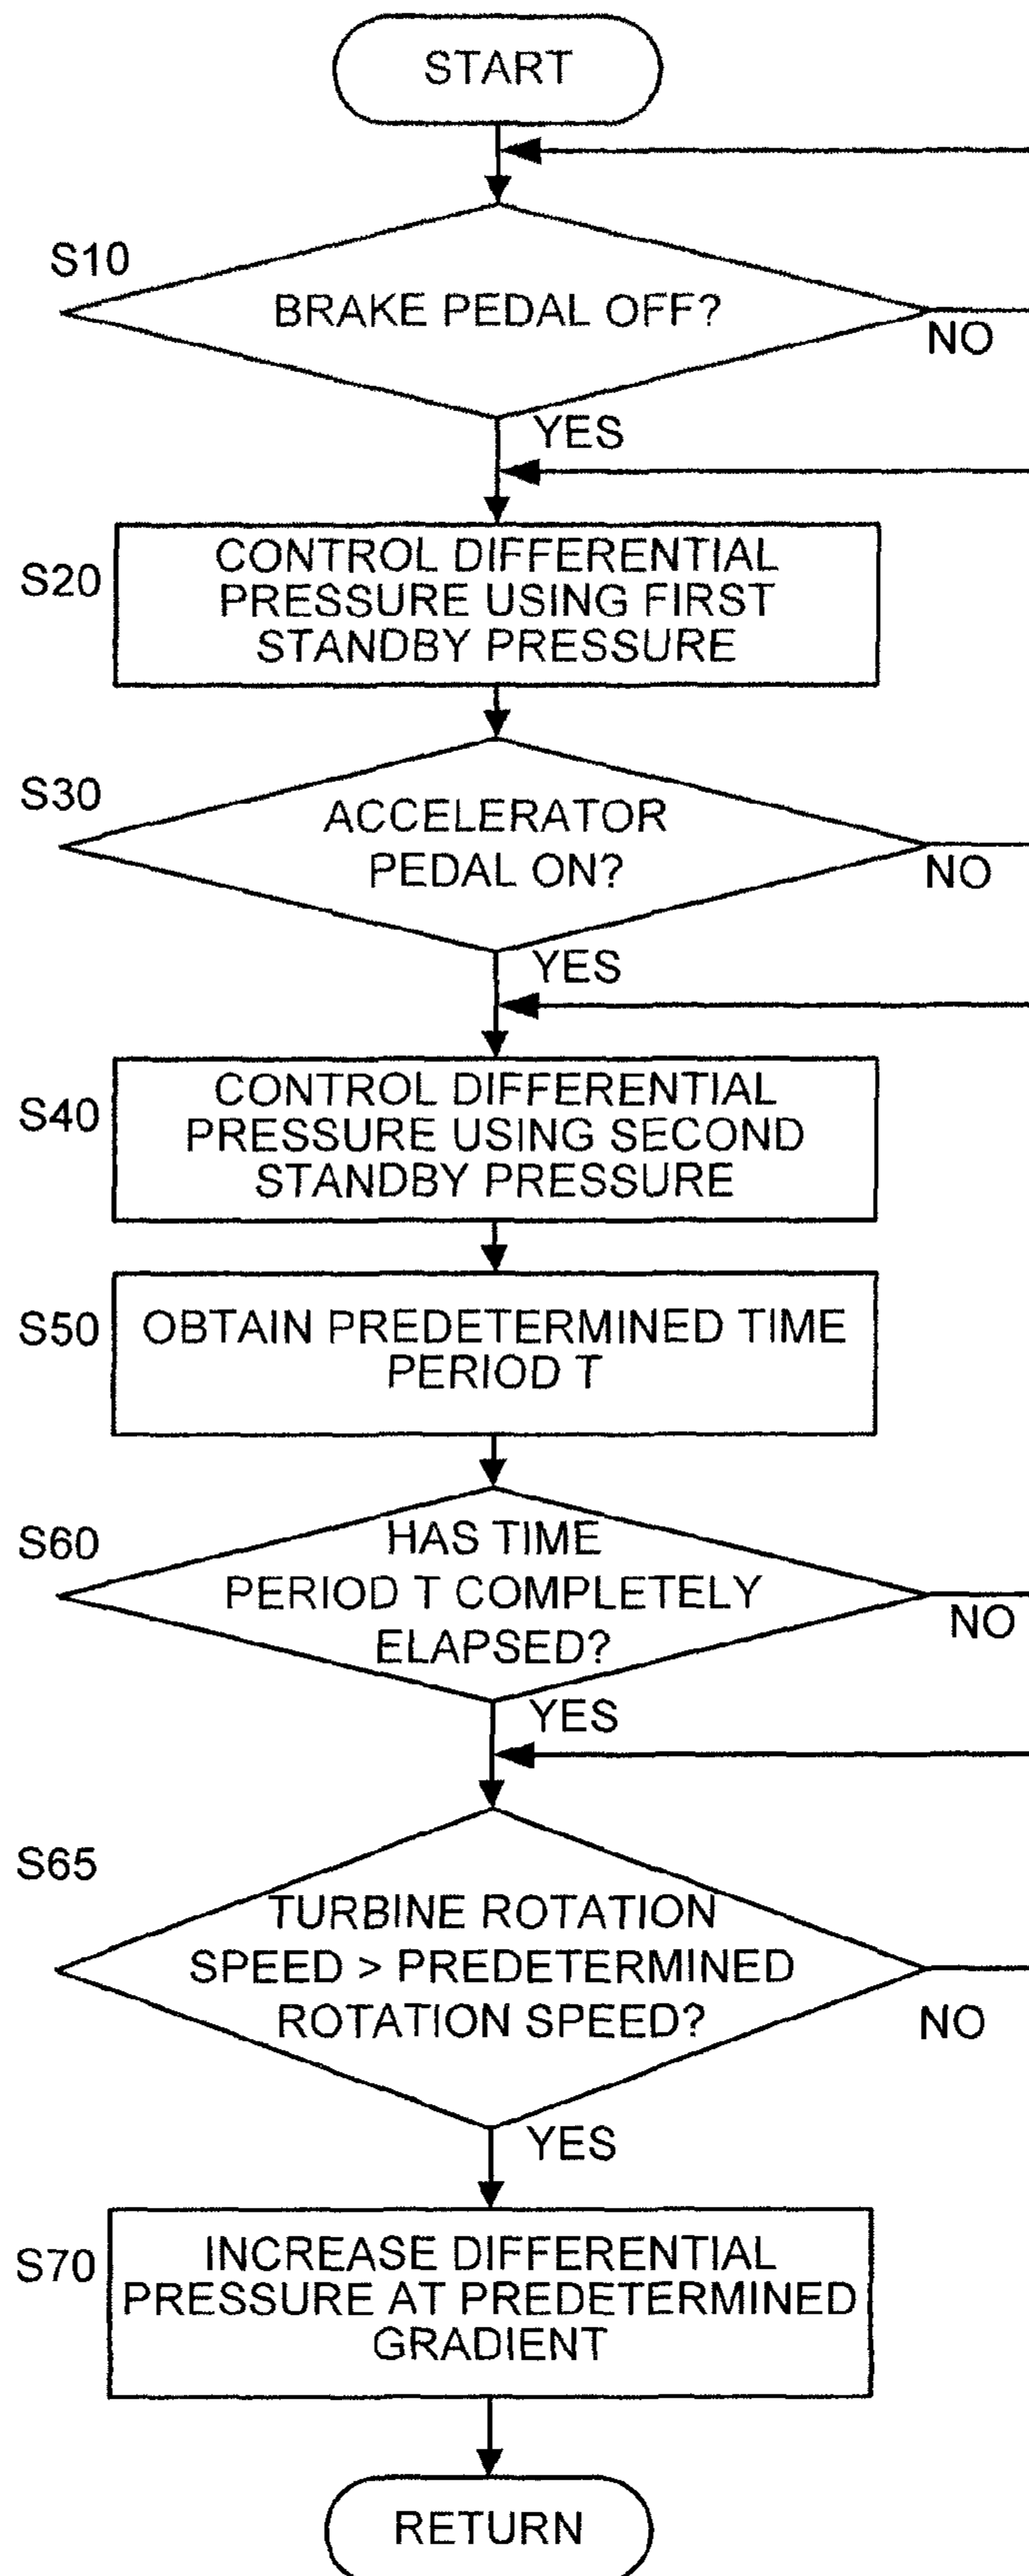 START
S10
BRAKE PEDAL OFF?
NO
YES
S20
CONTROL DIFFERENTIAL
PRESSURE USING FIRST
STANDBY PRESSURE
S30
ACCELERATOR
PEDAL ON?
NO
YES
S40
CONTROL DIFFERENTIAL
PRESSURE USING SECOND
STANDBY PRESSURE
S50
OBTAIN PREDETERMINED TIME
PERIOD T
S60
HAS TIME
PERIOD T COMPLETELY
ELAPSED?
NO
YES
S65
TURBINE ROTATION
SPEED > PREDETERMINED
ROTATION SPEED?
NO
YES
S70
INCREASE DIFFERENTIAL
PRESSURE AT PREDETERMINED
GRADIENT
RETURN